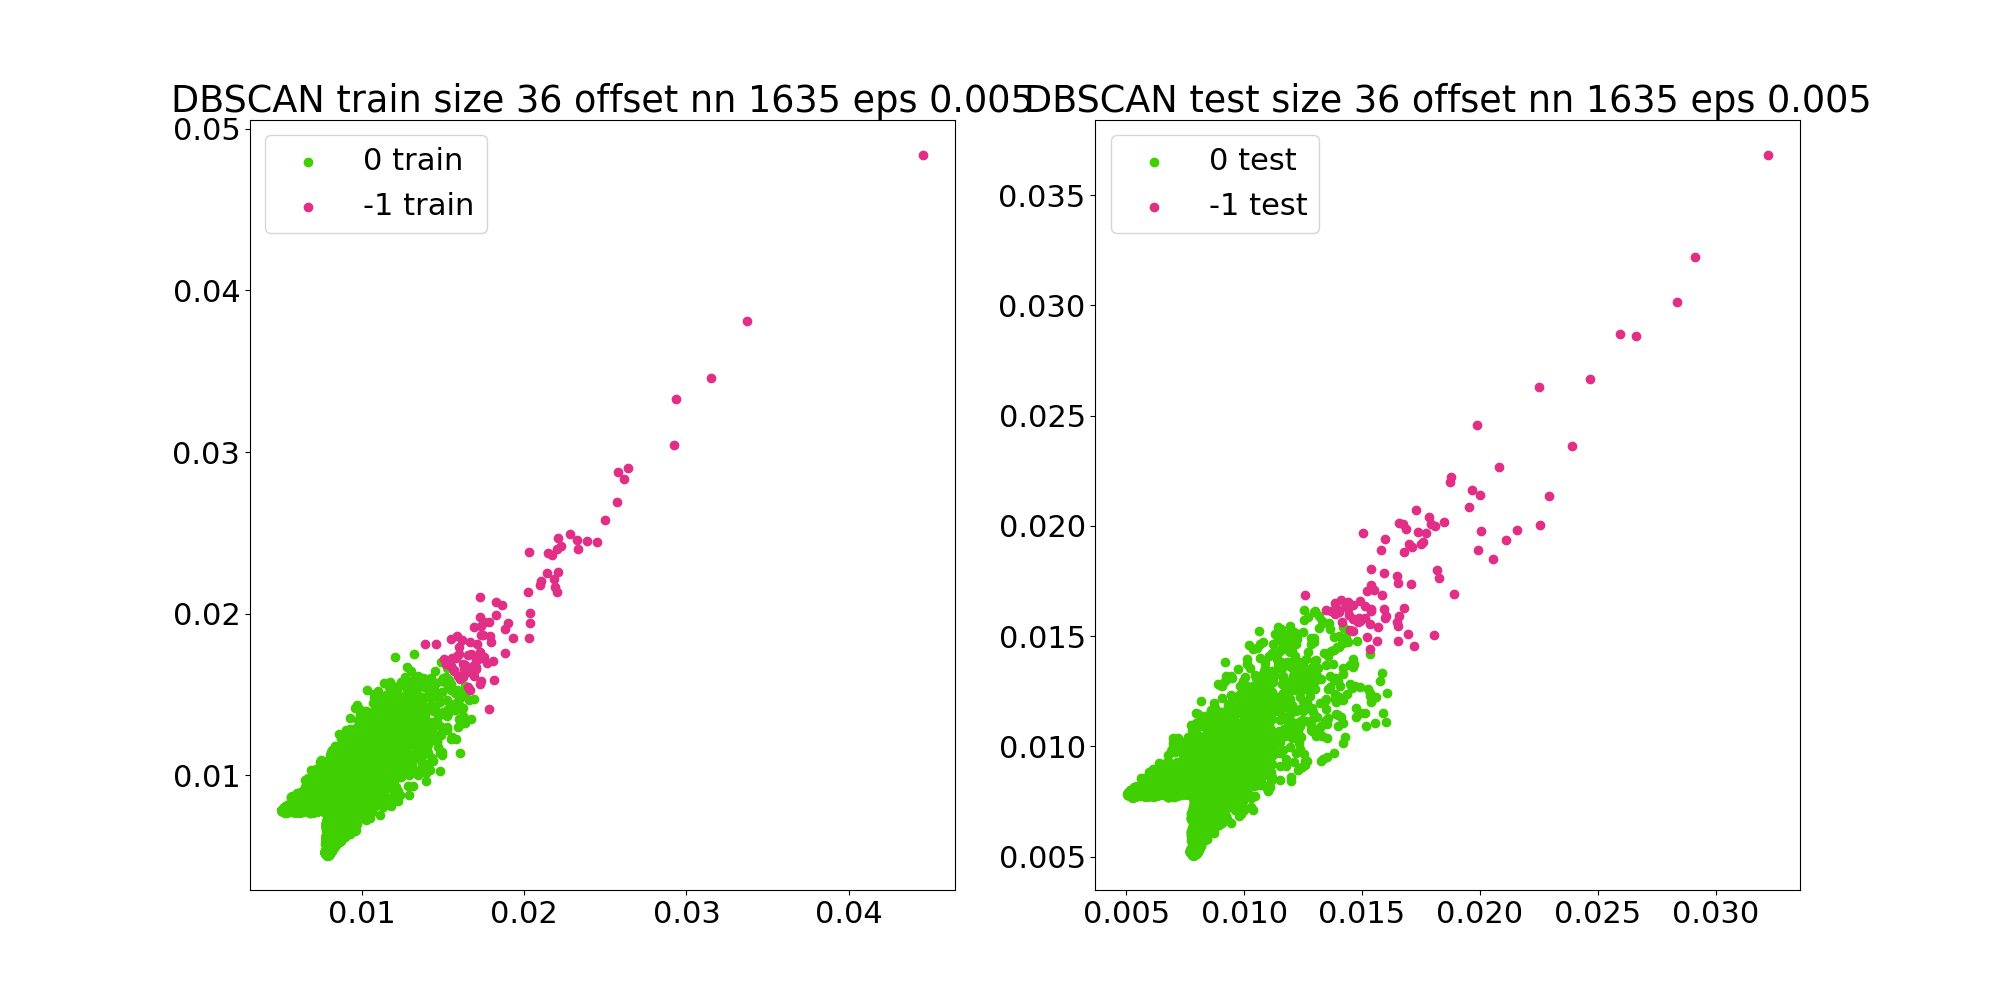 DBSCAN train size 36 offset nn 1635 eps 0.005
0 train
-1 train
0.05
0.04
0.03
0.02
0.01
0.01 0.02 0.03 0.04
DBSCAN test size 36 offset nn 1635 eps 0.005
0 test
-1 test
0.035
0.030
0.025
0.020
0.015
0.010
0.005
0.005 0.010 0.015 0.020 0.025 0.030